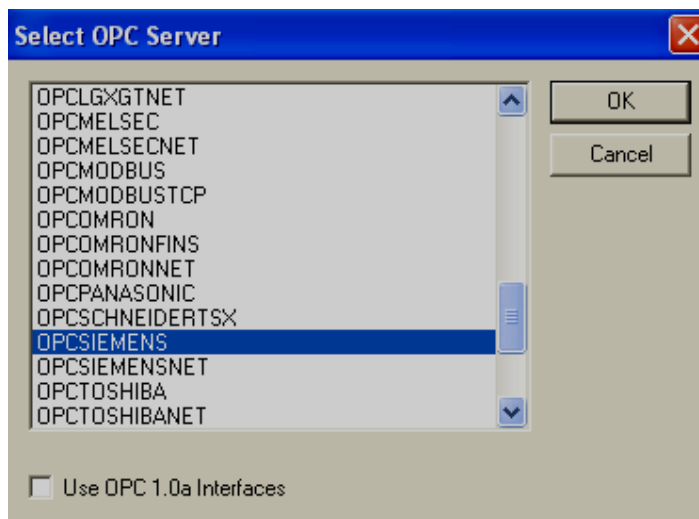 Select OPC Server
OPCLGXGTNET
OPCMELSEC
OPCMELSECNET
OPCMODBUS
OPCMODBUSTCP
OPCOMRON
OPCOMRONFINS
OPCOMRONNET
OPCPANASONIC
OPCSCHNEIDERTSX
OPCSIEMENS
OPCSIEMENSNET
OPCTOSHIBA
OPCTOSHIBANET
OK
Cancel
Use OPC 1.0a Interfaces